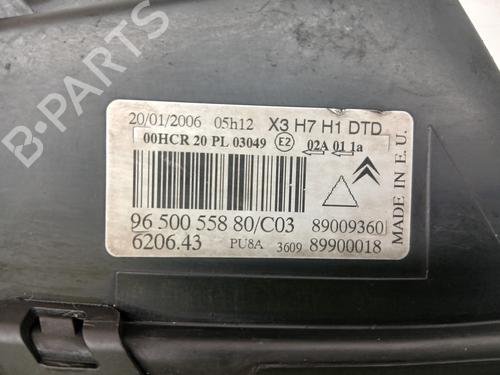 20/01/2006 05h12 X3 H7 H1 DTD
00HCR 20 PL 03049 E2 02A 01 1a
96 500 558 80/C03 89009360
6206.43 PU8A 3609 89900018
MADE IN E.U.